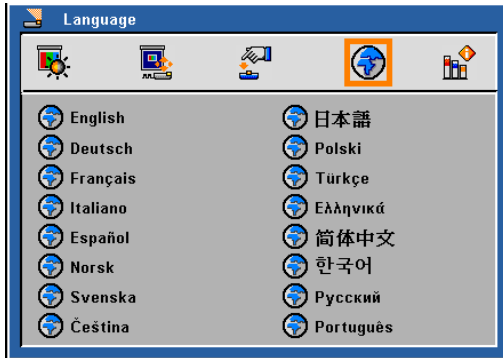 Language
English
Deutsch
Français
Italiano
Español
Norsk
Svenska
Čeština
日本語
Polski
Türkçe
Ελληνικά
简体中文
한국어
Русский
Português